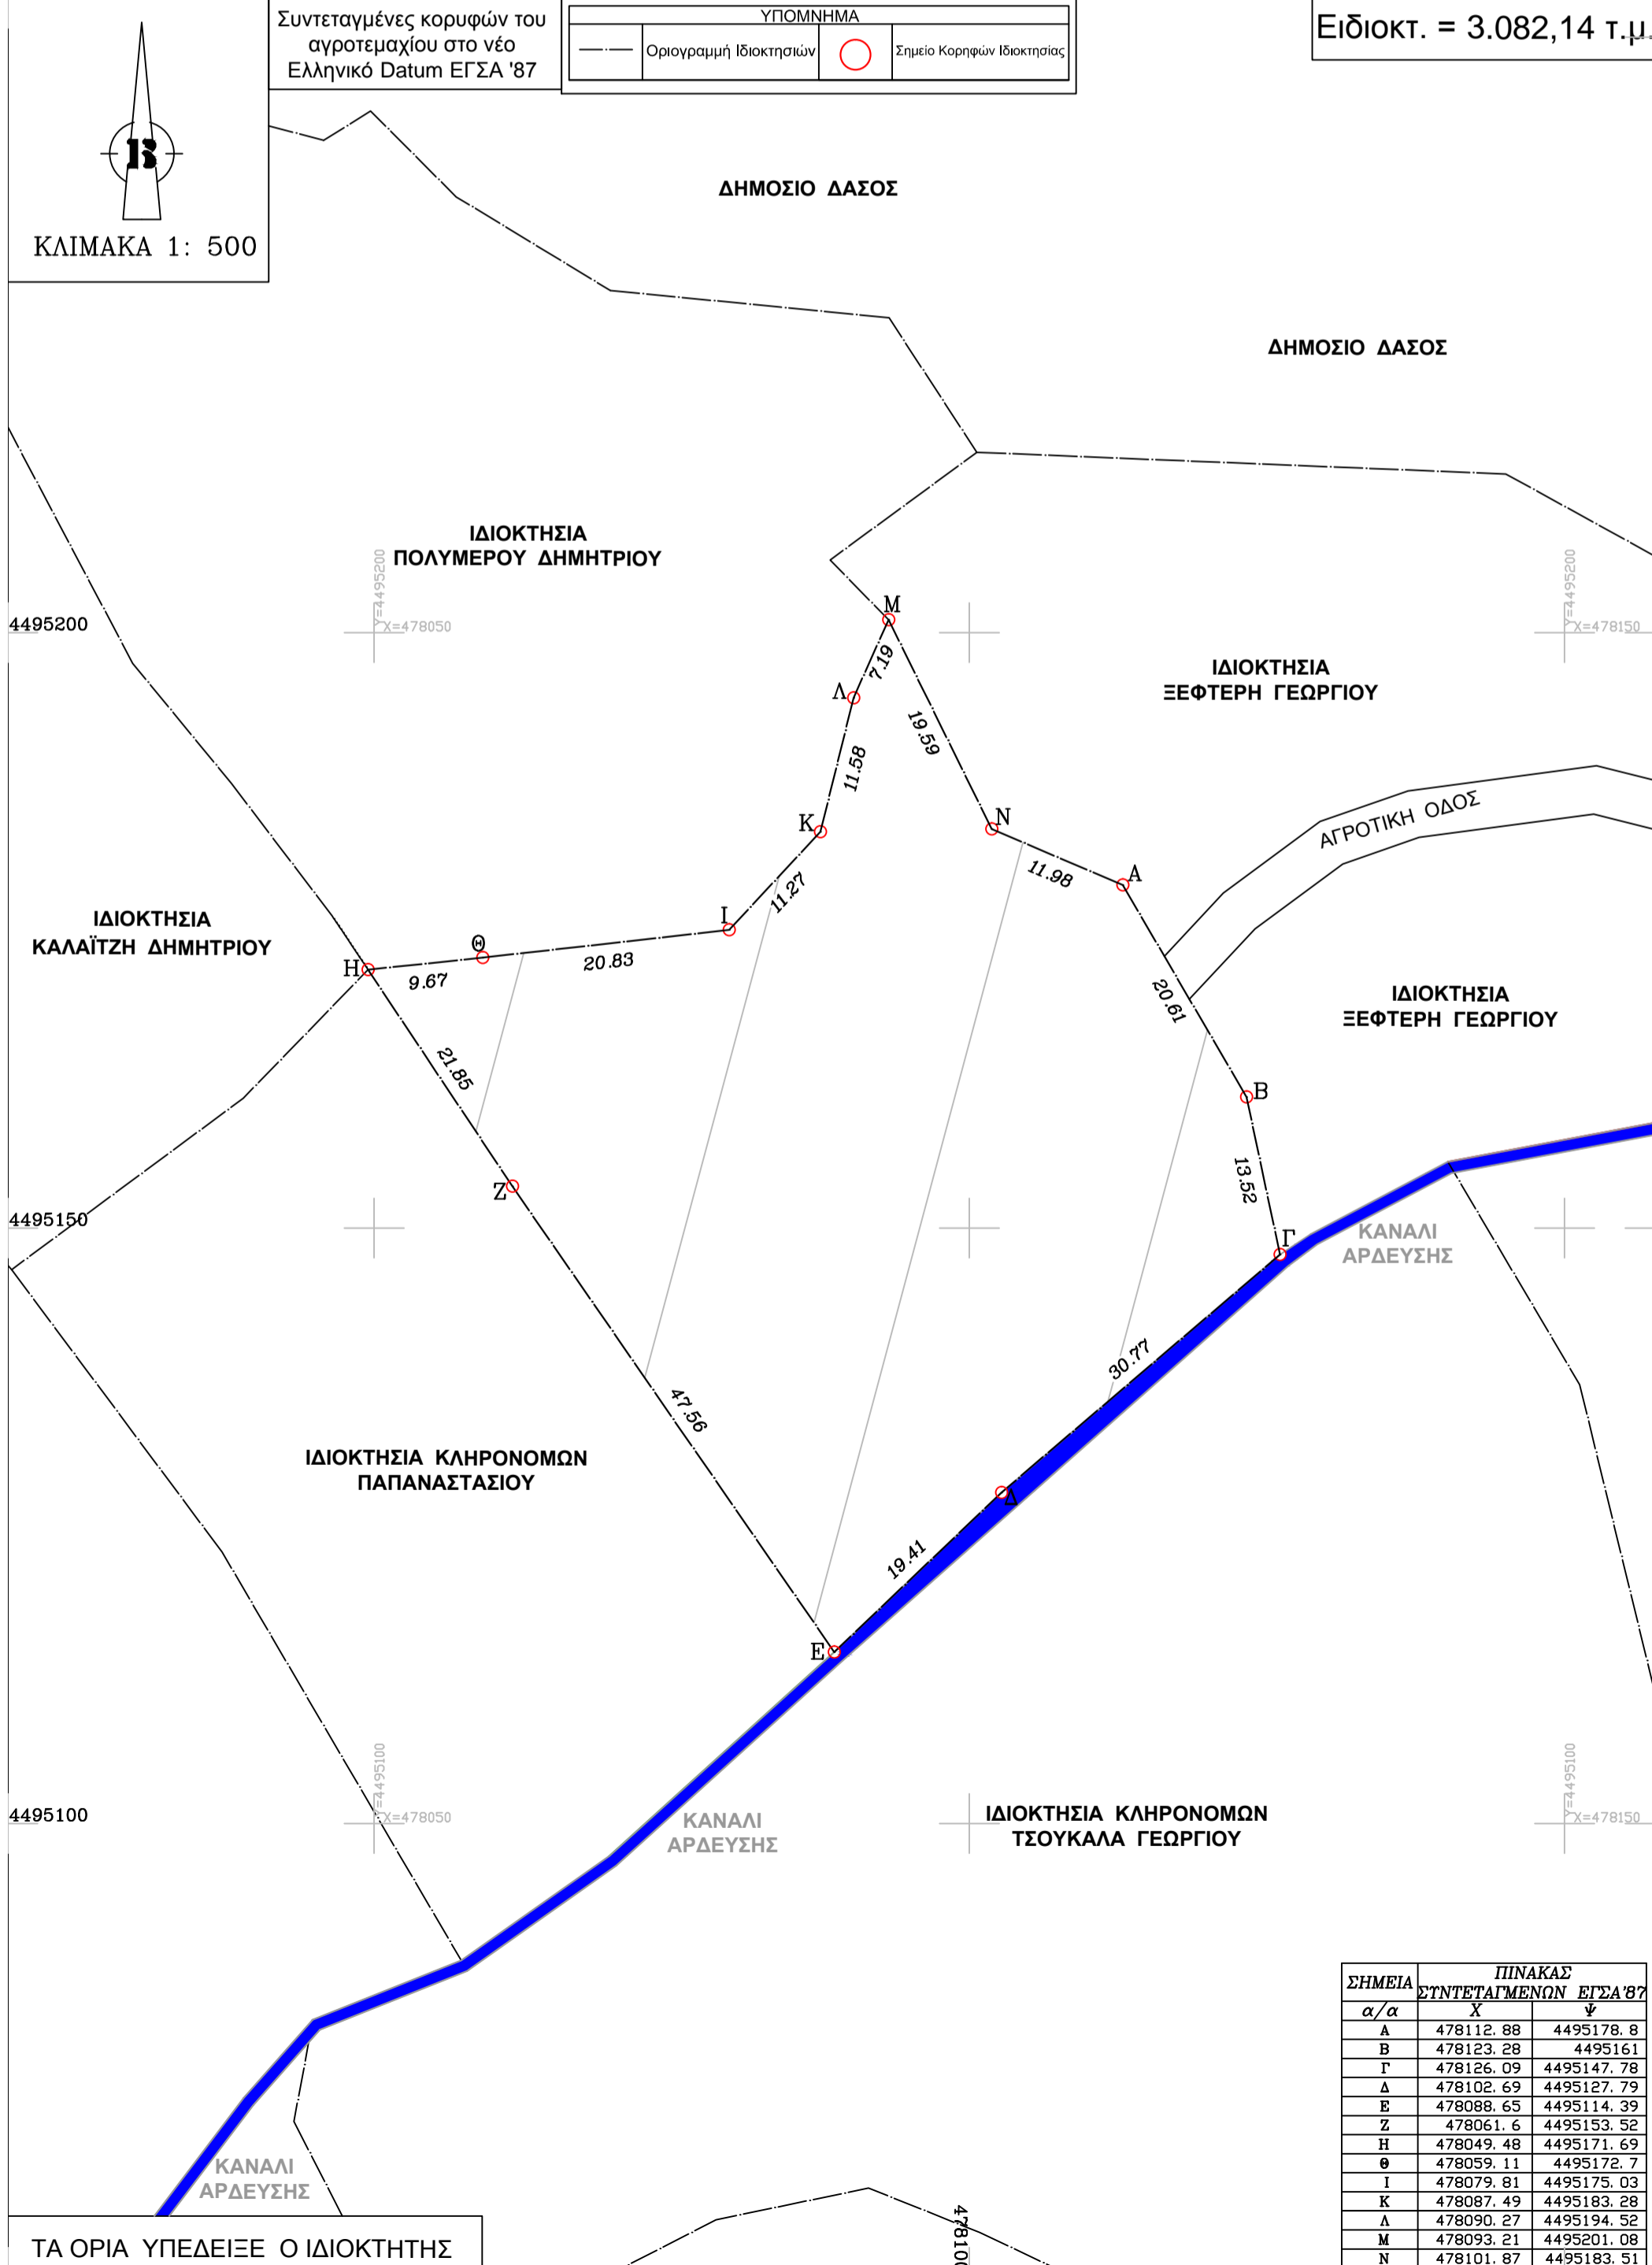 Συντεταγμένες κορυφών του
αγροτεμαχίου στο νέο
Ελληνικό Datum ΕΓΣΑ '87
ΥΠΟΜΝΗΜΑ
Οριογραμμή Ιδιοκτησιών
Σημείο Κορηφών Ιδιοκτησίας
Ειδιοκτ. = 3.082,14 τ.μ.
Β
ΚΛΙΜΑΚΑ 1: 500
ΔΗΜΟΣΙΟ ΔΑΣΟΣ
ΔΗΜΟΣΙΟ ΔΑΣΟΣ
ΙΔΙΟΚΤΗΣΙΑ
ΠΟΛΥΜΕΡΟΥ ΔΗΜΗΤΡΙΟΥ
4495200
Y=4495200
X=478050
Y=4495200
X=478150
Μ
7.19
Λ
19.59
11.58
ΙΔΙΟΚΤΗΣΙΑ
ΞΕΦΤΕΡΗ ΓΕΩΡΓΙΟΥ
Κ
Ν
ΑΓΡΟΤΙΚΗ ΟΔΟΣ
11.98
Α
11.27
Ι
ΙΔΙΟΚΤΗΣΙΑ
ΚΑΛΑΪΤΖΗ ΔΗΜΗΤΡΙΟΥ
Θ
Η
9.67
20.83
20.61
ΙΔΙΟΚΤΗΣΙΑ
ΞΕΦΤΕΡΗ ΓΕΩΡΓΙΟΥ
21.85
Β
13.52
Ζ
4495150
Γ
ΚΑΝΑΛΙ
ΑΡΔΕΥΣΗΣ
30.77
47.56
ΙΔΙΟΚΤΗΣΙΑ ΚΛΗΡΟΝΟΜΩΝ
ΠΑΠΑΝΑΣΤΑΣΙΟΥ
Δ
19.41
Ε
4495100
Y=4495100
X=478050
Y=4495100
X=478150
ΚΑΝΑΛΙ
ΑΡΔΕΥΣΗΣ
ΙΔΙΟΚΤΗΣΙΑ ΚΛΗΡΟΝΟΜΩΝ
ΤΣΟΥΚΑΛΑ ΓΕΩΡΓΙΟΥ
ΣΗΜΕΙΑ ΠΙΝΑΚΑΣ
ΣΥΝΤΕΤΑΓΜΕΝΩΝ ΕΓΣΑ'87
α/α Χ Ψ
Α 478112.88 4495178.8
Β 478123.28 4495161
Γ 478126.09 4495147.78
Δ 478102.69 4495127.79
Ε 478088.65 4495114.39
Ζ 478061.6 4495153.52
Η 478049.48 4495171.69
Θ 478059.11 4495172.7
Ι 478079.81 4495175.03
Κ 478087.49 4495183.28
Λ 478090.27 4495194.52
Μ 478093.21 4495201.08
Ν 478101.87 4495183.51
ΚΑΝΑΛΙ
ΑΡΔΕΥΣΗΣ
478100
ΤΑ ΟΡΙΑ ΥΠΕΔΕΙΞΕ Ο ΙΔΙΟΚΤΗΤΗΣ